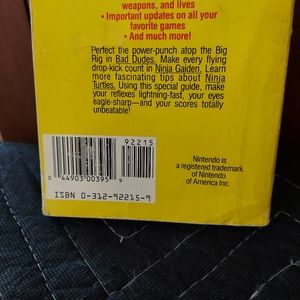 weapons, and lives
• Important updates on all your
favorite games
• And much more!
Perfect the power-punch atop the Big
Rig in Bad Dudes. Make every flying
drop-kick count in Ninja Gaiden. Learn
more fascinating tips about Ninja
Turtles. Using this special guide, make
your reflexes lightning-fast, your eyes
eagle-sharp—and your scores totally
unbeatable!
92215
0 44903 00395 9
ISBN 0-312-92215-9
Nintendo is
a registered trademark
of Nintendo
of America Inc.